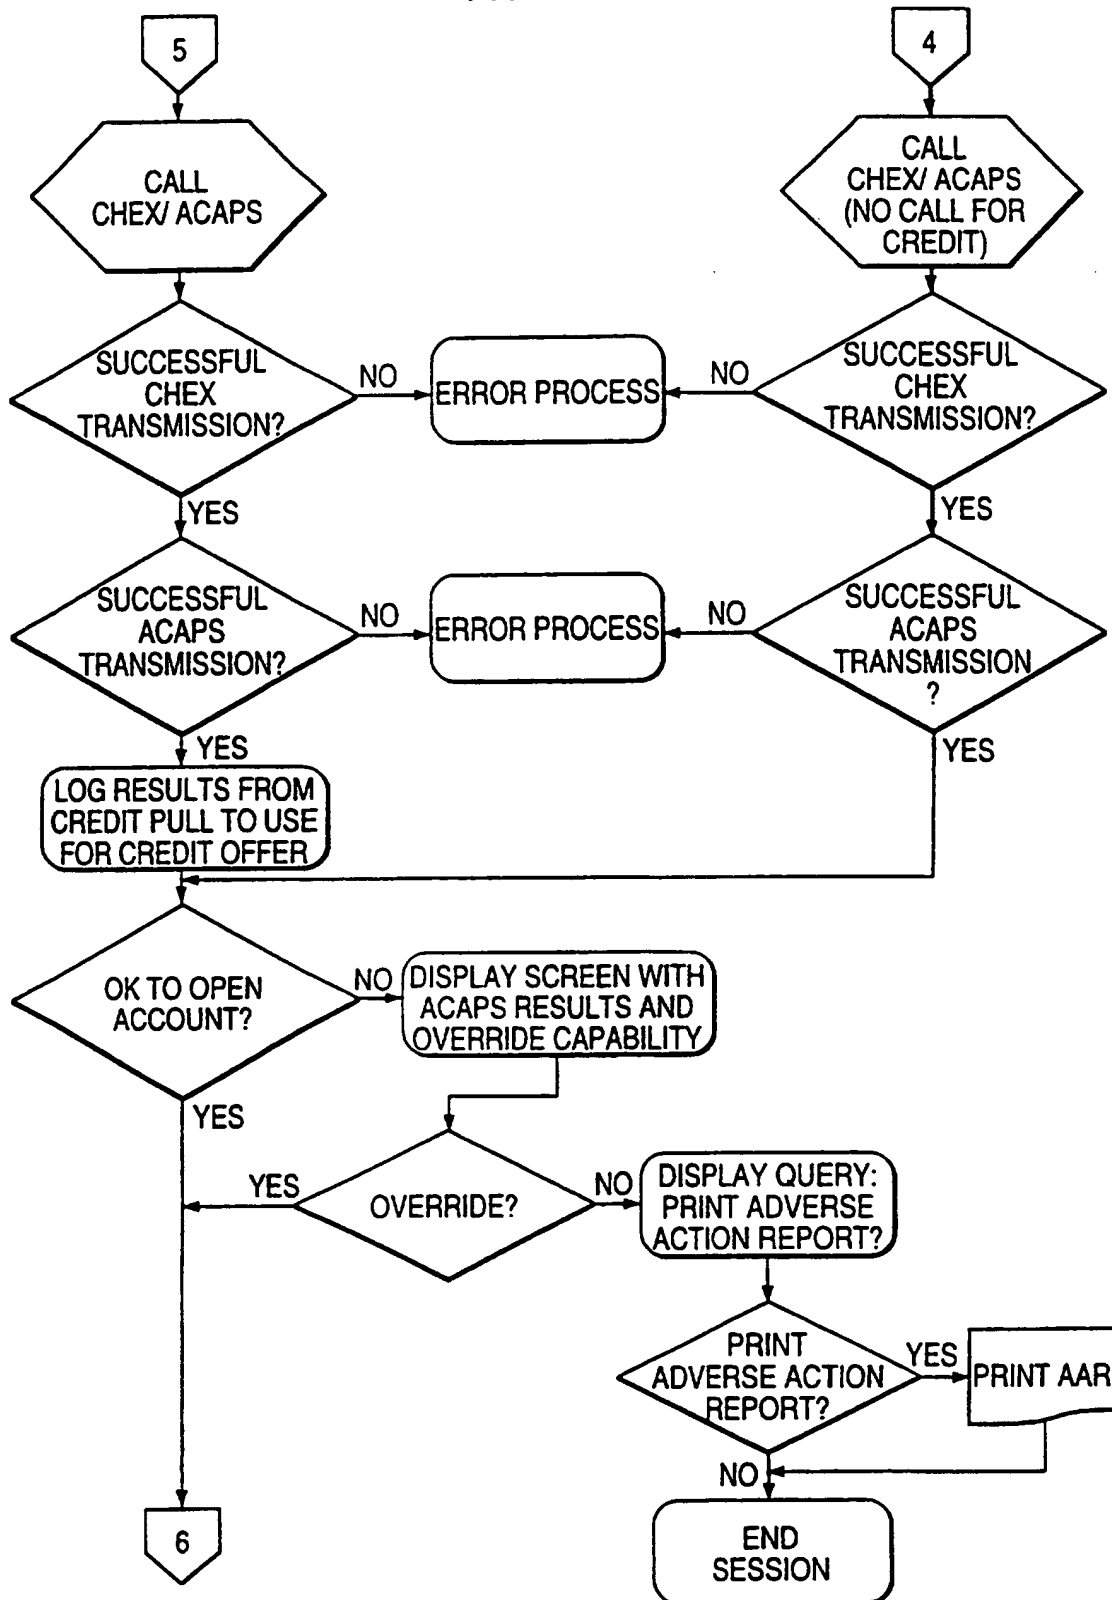 5
4
CALL
CHEX/ ACAPS
CALL
CHEX/ ACAPS
(NO CALL FOR
CREDIT)
SUCCESSFUL
CHEX
TRANSMISSION?
NO
ERROR PROCESS
NO
SUCCESSFUL
CHEX
TRANSMISSION?
YES
YES
SUCCESSFUL
ACAPS
TRANSMISSION?
NO
ERROR PROCESS
NO
SUCCESSFUL
ACAPS
TRANSMISSION
?
YES
YES
LOG RESULTS FROM
CREDIT PULL TO USE
FOR CREDIT OFFER
OK TO OPEN
ACCOUNT?
NO
DISPLAY SCREEN WITH
ACAPS RESULTS AND
OVERRIDE CAPABILITY
YES
YES
OVERRIDE?
NO
DISPLAY QUERY:
PRINT ADVERSE
ACTION REPORT?
PRINT
ADVERSE ACTION
REPORT?
YES
PRINT AAR
NO
6
END
SESSION